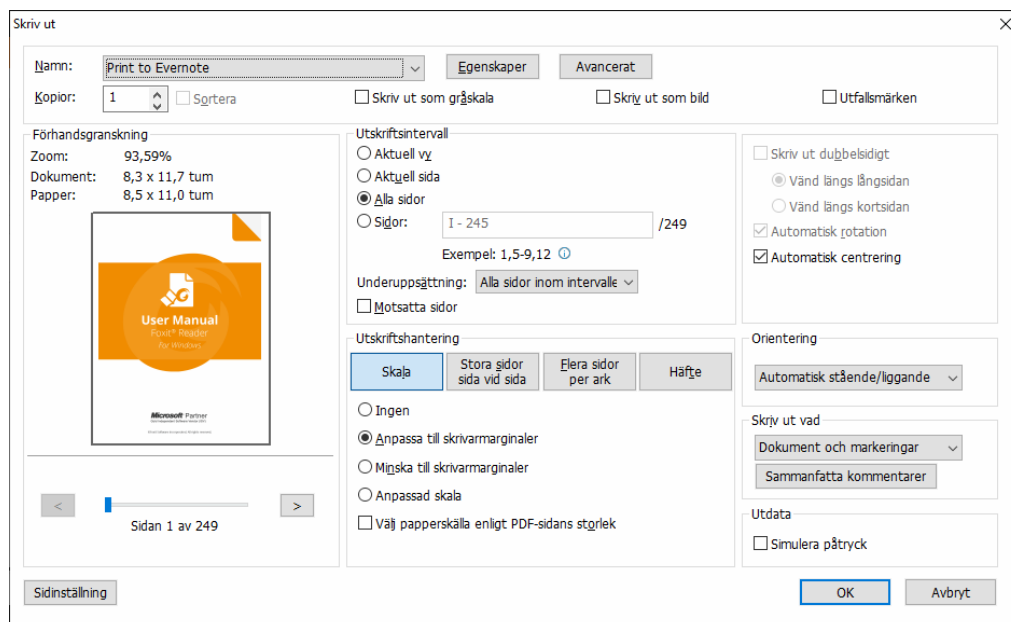 Skriv ut
Namn: Print to Evernote Egenskaper Avancerat
Kopior: 1 Sortera Skriv ut som gråskala Skriv ut som bild Utfallsmärken
Förhandsgranskning
Zoom: 93,59%
Dokument: 8,3 x 11,7 tum
Papper: 8,5 x 11,0 tum
User Manual
Foxit® Reader
For Windows
Microsoft Partner
< >
Sidan 1 av 249
Utskriftsintervall
Aktuell vy
Aktuell sida
Alla sidor
Sidor: I - 245 /249
Exempel: 1,5-9,12
Underuppsättning: Alla sidor inom intervalle
Motsatta sidor
Skriv ut dubbelsidigt
Vänd längs långsidan
Vänd längs kortsidan
Automatisk rotation
Automatisk centrering
Utskriftshantering
Skala
Stora sidor
sida vid sida
Flera sidor
per ark
Häfte
Ingen
Anpassa till skrivarmarginaler
Minska till skrivarmarginaler
Anpassad skala
Välj papperskälla enligt PDF-sidans storlek
Orientering
Automatisk stående/liggande
Skriv ut vad
Dokument och markeringar
Sammanfatta kommentarer
Utdata
Simulera påtryck
Sidinställning OK Avbryt